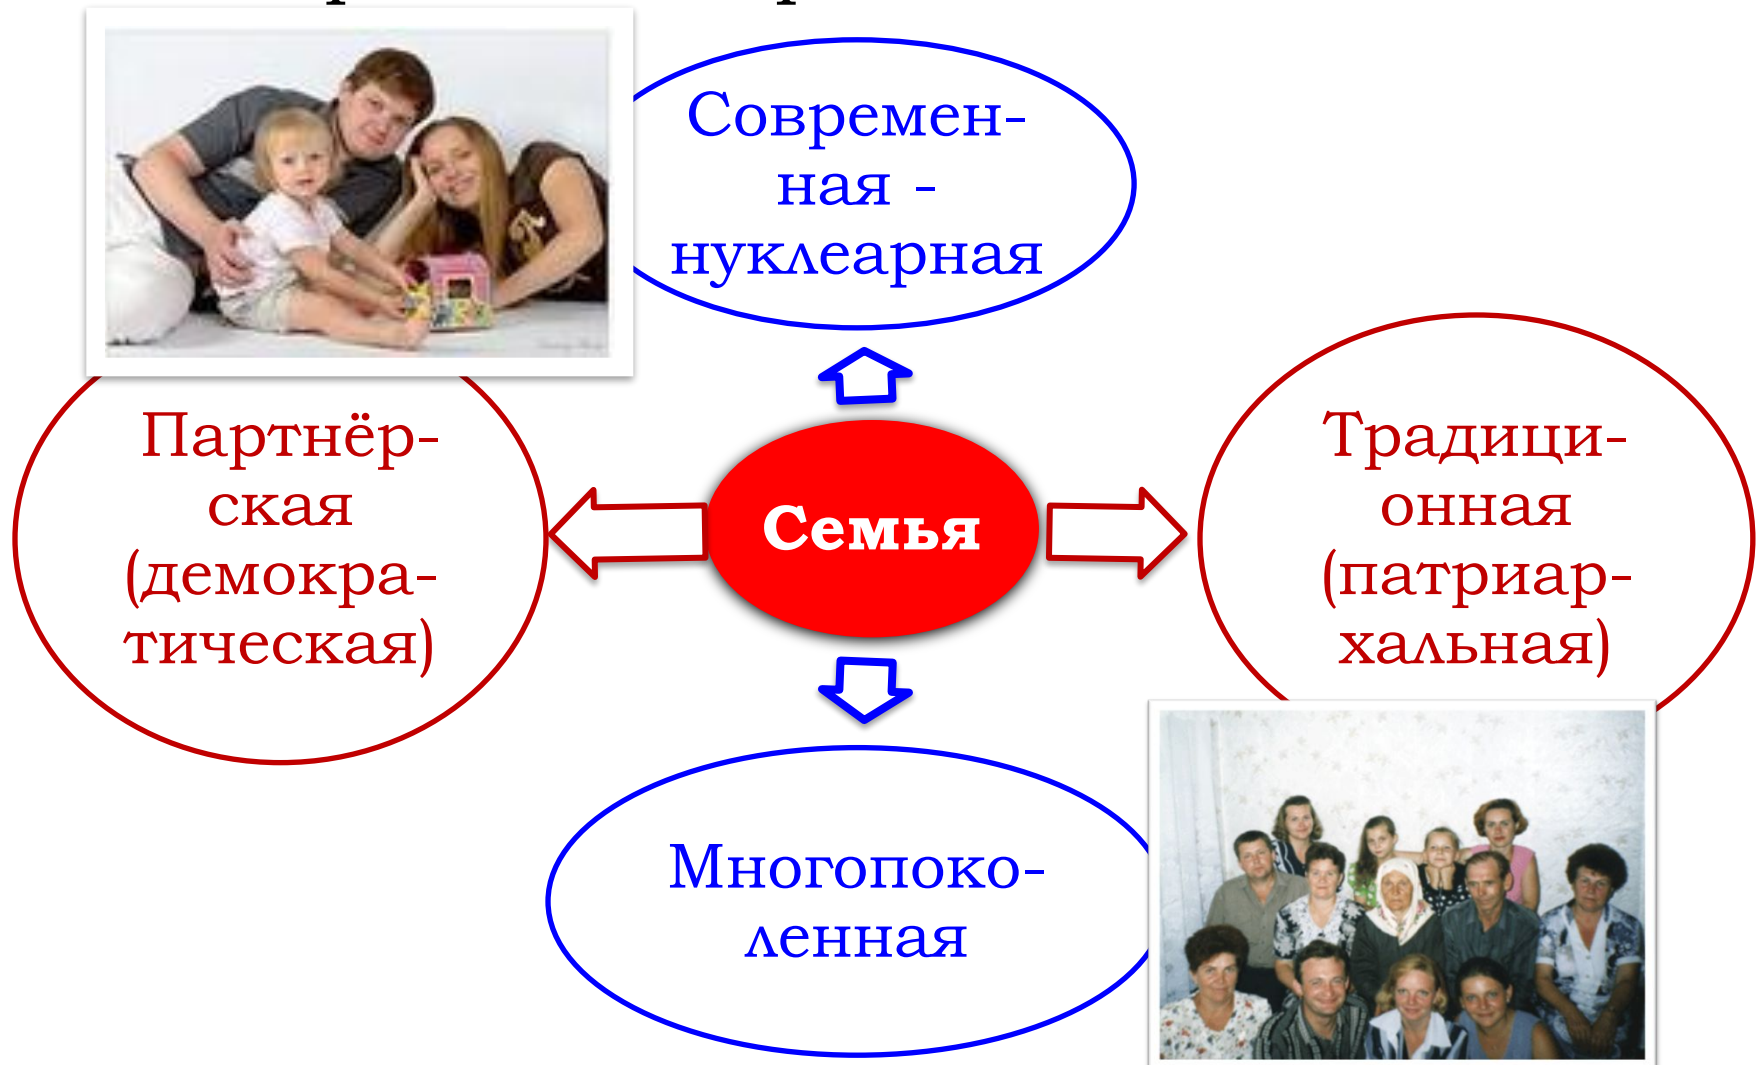 Современ-
ная -
нуклеарная
Партнёр-
ская
(демокра-
тическая)
Семья
Традици-
онная
(патриар-
хальная)
Многопоко-
ленная